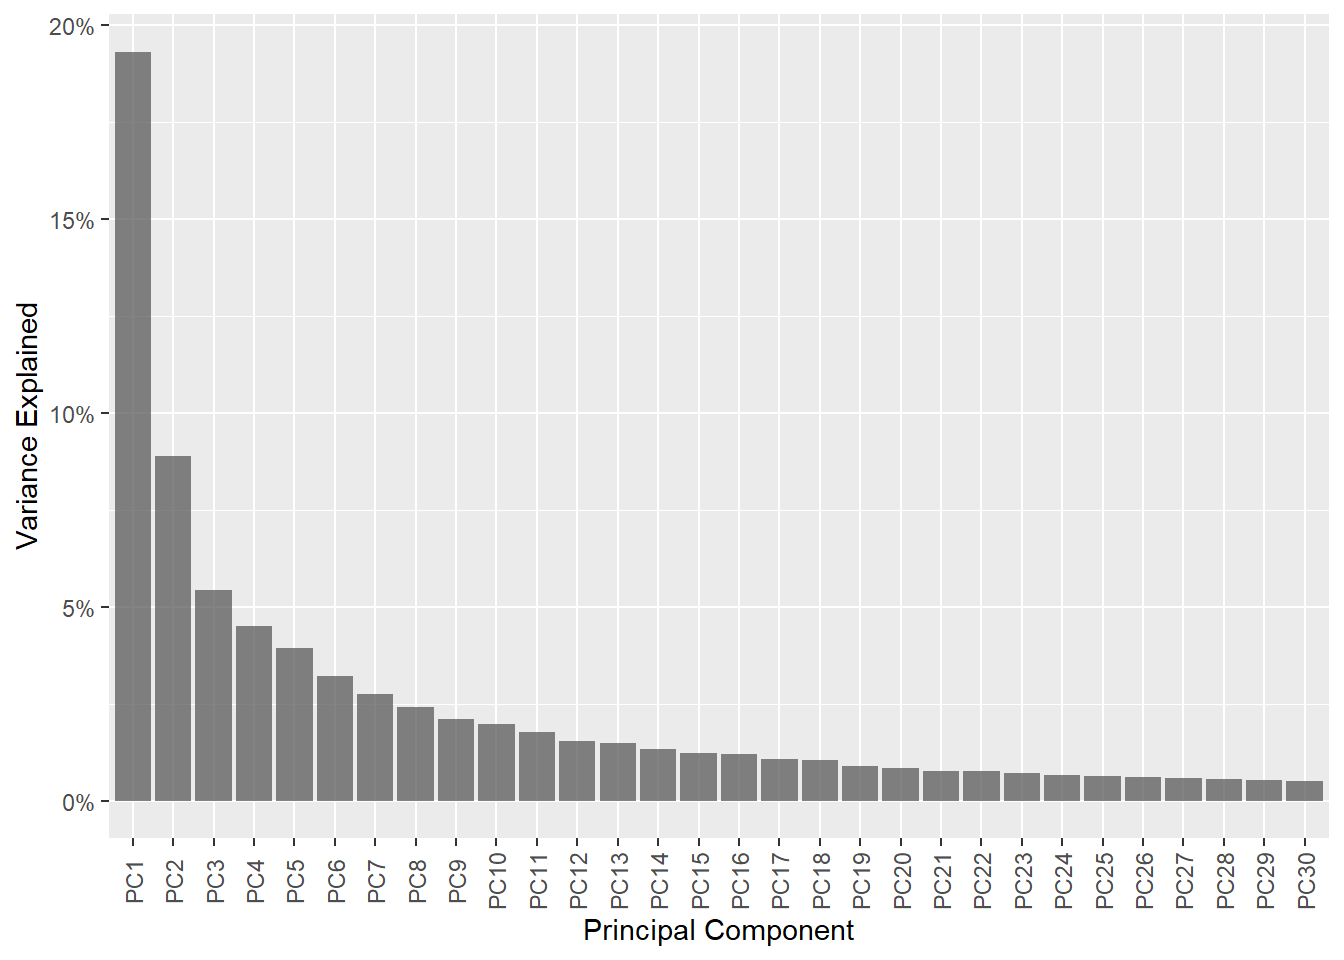 20%
15%
10%
5%
0%
Variance Explained
PC1
PC2
PC3
PC4
PC5
PC6
PC7
PC8
PC9
PC10
PC11
PC12
PC13
PC14
PC15
PC16
PC17
PC18
PC19
PC20
PC21
PC22
PC23
PC24
PC25
PC26
PC27
PC28
PC29
PC30
Principal Component